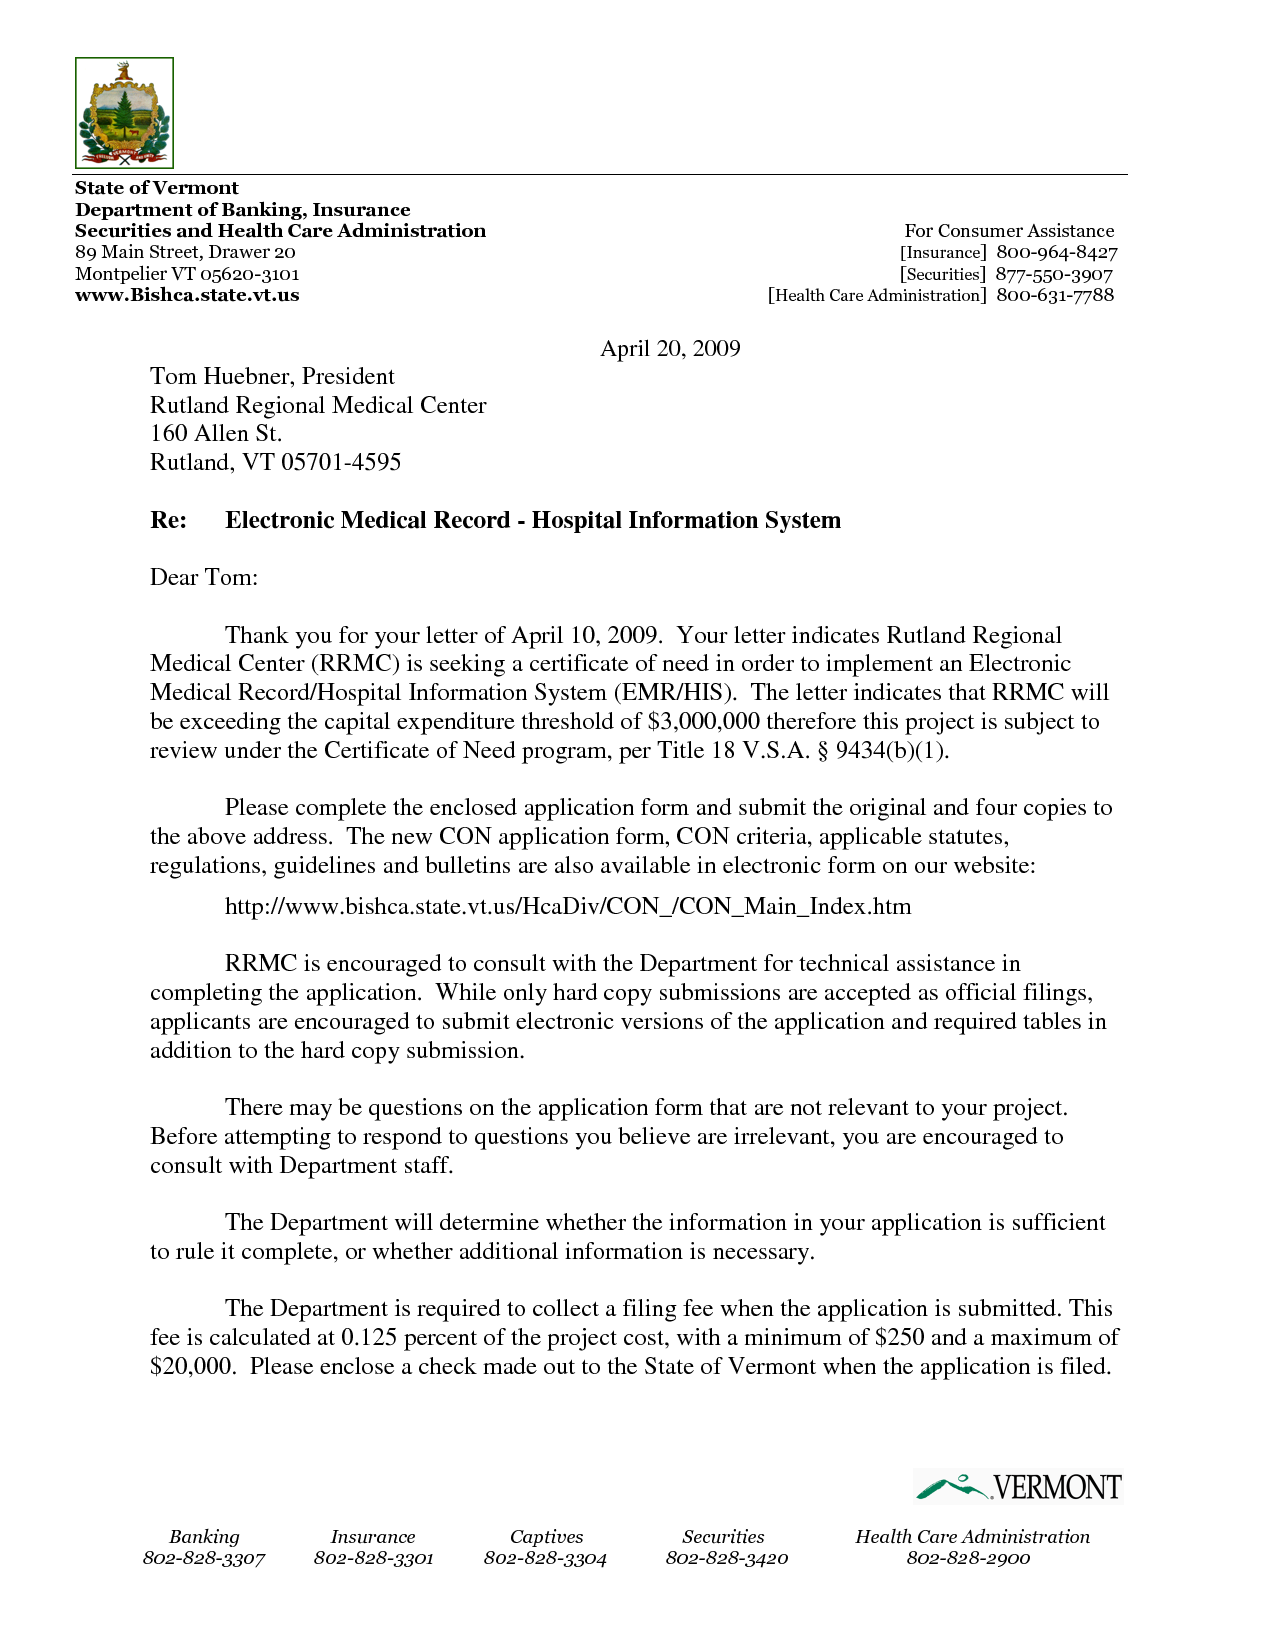 State of Vermont
Department of Banking, Insurance
Securities and Health Care Administration
89 Main Street, Drawer 20
Montpelier VT 05620-3101
www.Bishca.state.vt.us
For Consumer Assistance
[Insurance] 800-964-8427
[Securities] 877-550-3907
[Health Care Administration] 800-631-7788
April 20, 2009
Tom Huebner, President
Rutland Regional Medical Center
160 Allen St.
Rutland, VT 05701-4595
Re: Electronic Medical Record - Hospital Information System
Dear Tom:
Thank you for your letter of April 10, 2009. Your letter indicates Rutland Regional
Medical Center (RRMC) is seeking a certificate of need in order to implement an Electronic
Medical Record/Hospital Information System (EMR/HIS). The letter indicates that RRMC will
be exceeding the capital expenditure threshold of $3,000,000 therefore this project is subject to
review under the Certificate of Need program, per Title 18 V.S.A. § 9434(b)(1).
Please complete the enclosed application form and submit the original and four copies to
the above address. The new CON application form, CON criteria, applicable statutes,
regulations, guidelines and bulletins are also available in electronic form on our website:
http://www.bishca.state.vt.us/HcaDiv/CON_/CON_Main_Index.htm
RRMC is encouraged to consult with the Department for technical assistance in
completing the application. While only hard copy submissions are accepted as official filings,
applicants are encouraged to submit electronic versions of the application and required tables in
addition to the hard copy submission.
There may be questions on the application form that are not relevant to your project.
Before attempting to respond to questions you believe are irrelevant, you are encouraged to
consult with Department staff.
The Department will determine whether the information in your application is sufficient
to rule it complete, or whether additional information is necessary.
The Department is required to collect a filing fee when the application is submitted. This
fee is calculated at 0.125 percent of the project cost, with a minimum of $250 and a maximum of
$20,000. Please enclose a check made out to the State of Vermont when the application is filed.
VERMONT
Banking Insurance Captives Securities Health Care Administration
802-828-3307 802-828-3301 802-828-3304 802-828-3420 802-828-2900